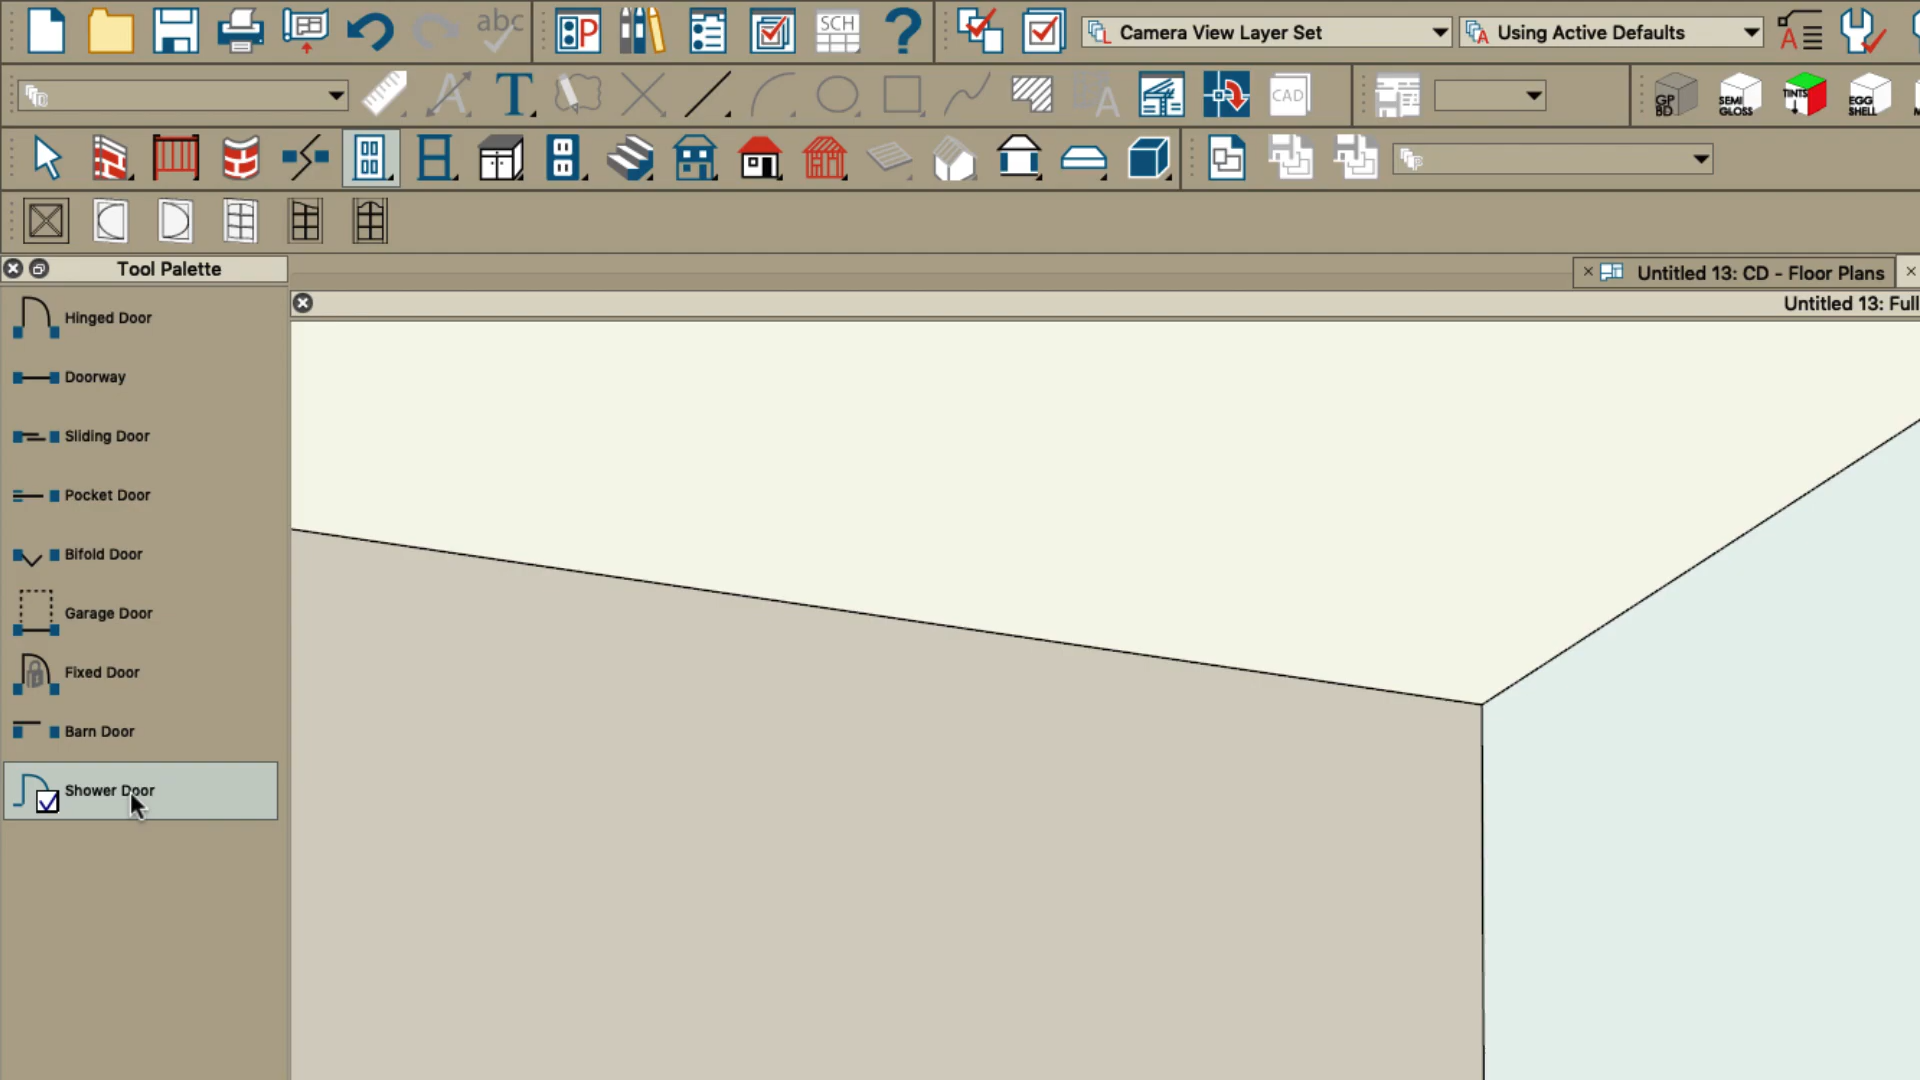 abc
P
SCH
?
Camera View Layer Set
Using Active Defaults
A
A
T
A
CAD
GP
BD
SEMI
GLOSS
TINTS
EGG
SHELL
Tool Palette
Untitled 13: CD - Floor Plans
Untitled 13: Full
Hinged Door
Doorway
Sliding Door
Pocket Door
Bifold Door
Garage Door
Fixed Door
Barn Door
Shower Door